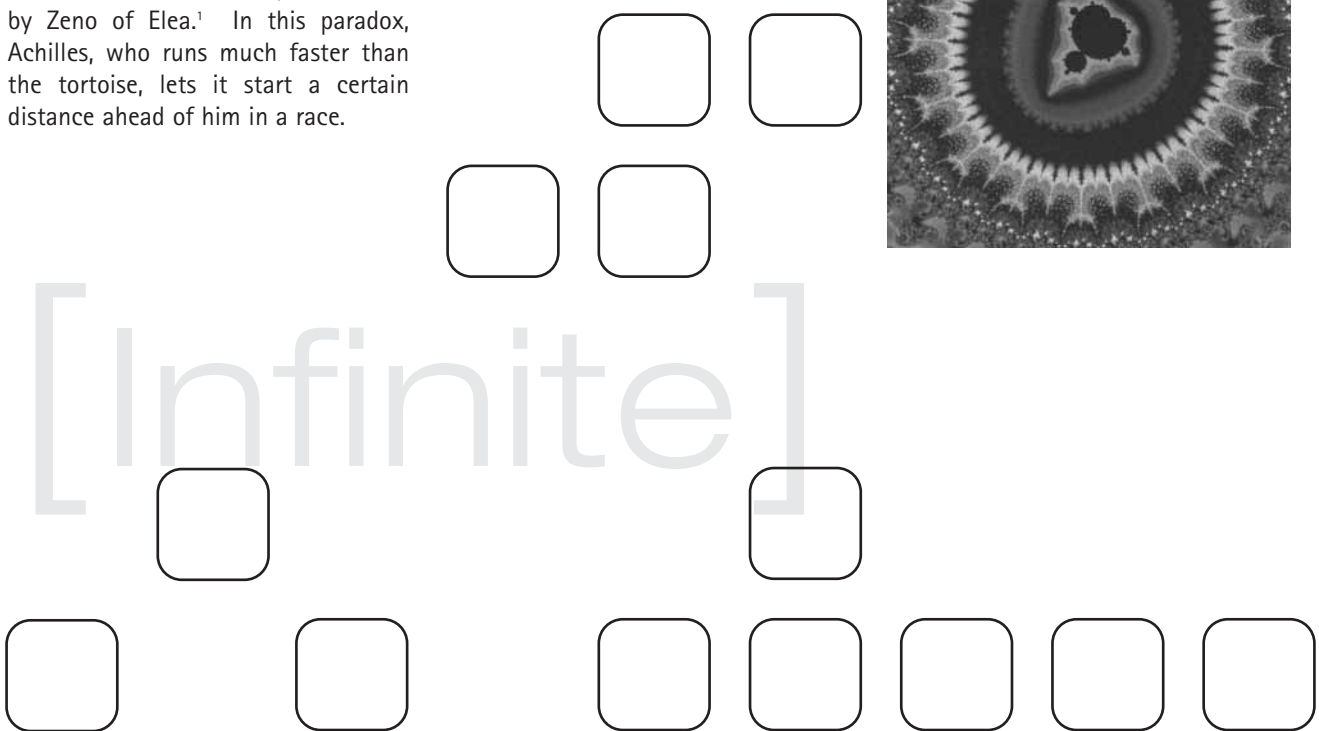 by Zeno of Elea.¹ In this paradox,
Achilles, who runs much faster than
the tortoise, lets it start a certain
distance ahead of him in a race.
[Infinite]